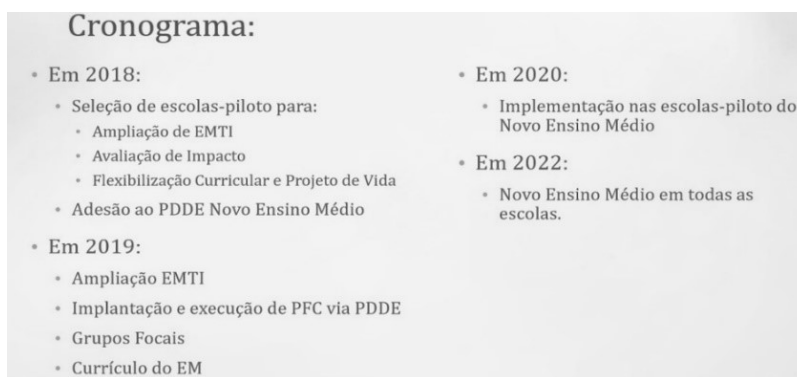 Cronograma:
• Em 2018:
• Seleção de escolas-piloto para:
• Ampliação de EMTI
• Avaliação de Impacto
• Flexibilização Curricular e Projeto de Vida
• Adesão ao PDDE Novo Ensino Médio
• Em 2019:
• Ampliação EMTI
• Implantação e execução de PFC via PDDE
• Grupos Focais
• Currículo do EM
• Em 2020:
• Implementação nas escolas-piloto do
Novo Ensino Médio
• Em 2022:
• Novo Ensino Médio em todas as
escolas.